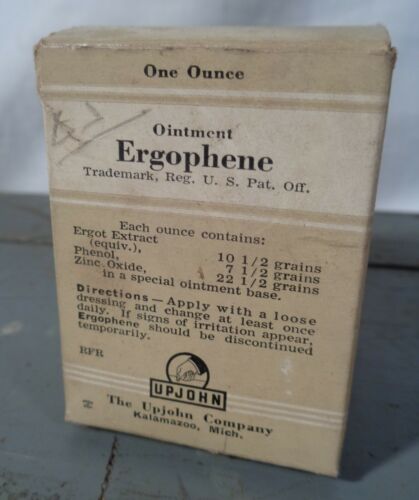 One Ounce
Ointment
Ergophene
Trademark, Reg. U. S. Pat. Off.
Each ounce contains:
Ergot Extract
(equiv.), 10 1/2 grains
Phenol, 7 1/2 grains
Zinc Oxide, 22 1/2 grains
in a special ointment base.
Directions — Apply with a loose
dressing and change at least once
daily. If signs of irritation appear,
Ergophene should be discontinued
temporarily.
RFR
UPJOHN
The Upjohn Company
Kalamazoo, Mich.